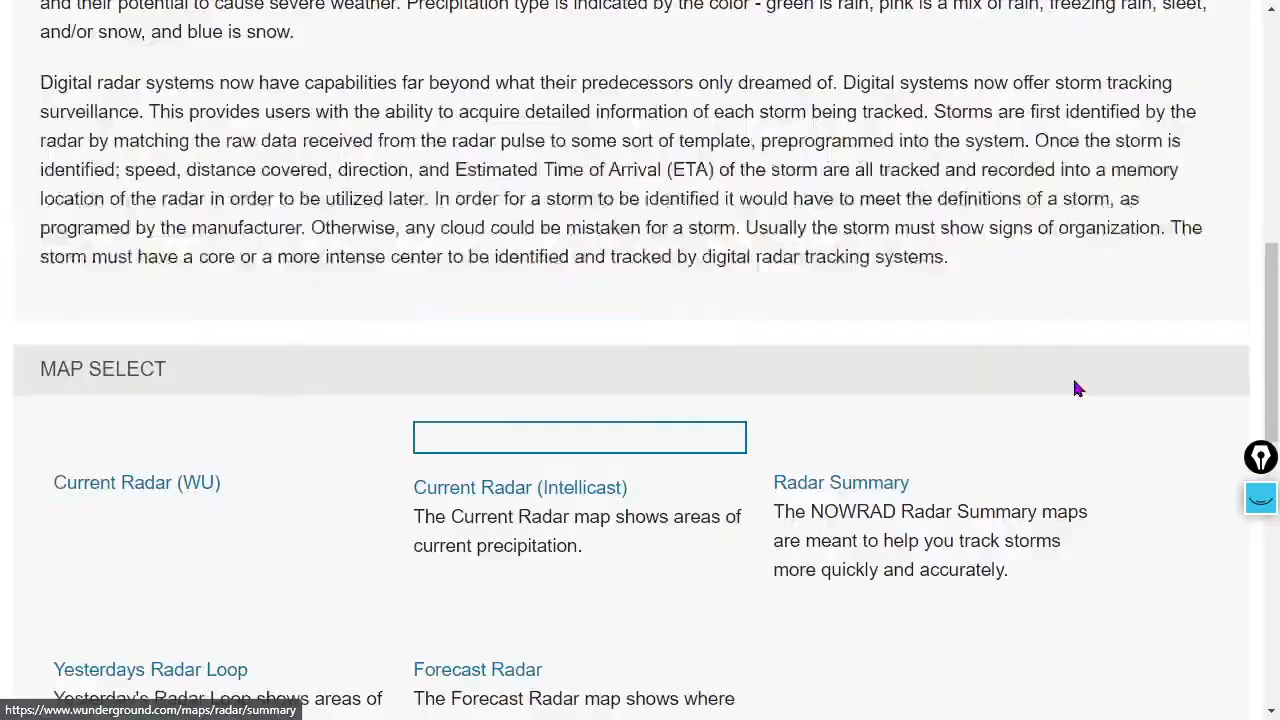 and their potential to cause severe weather. Precipitation type is indicated by the color - green is rain, pink is a mix of rain, freezing rain, sleet,
and/or snow, and blue is snow.
Digital radar systems now have capabilities far beyond what their predecessors only dreamed of. Digital systems now offer storm tracking
surveillance. This provides users with the ability to acquire detailed information of each storm being tracked. Storms are first identified by the
radar by matching the raw data received from the radar pulse to some sort of template, preprogrammed into the system. Once the storm is
identified; speed, distance covered, direction, and Estimated Time of Arrival (ETA) of the storm are all tracked and recorded into a memory
location of the radar in order to be utilized later. In order for a storm to be identified it would have to meet the definitions of a storm, as
programed by the manufacturer. Otherwise, any cloud could be mistaken for a storm. Usually the storm must show signs of organization. The
storm must have a core or a more intense center to be identified and tracked by digital radar tracking systems.
MAP SELECT
Current Radar (WU)
Current Radar (Intellicast)
The Current Radar map shows areas of
current precipitation.
Radar Summary
The NOWRAD Radar Summary maps
are meant to help you track storms
more quickly and accurately.
Yesterdays Radar Loop
Yesterday's Radar Loop shows areas of
Forecast Radar
The Forecast Radar map shows where
https://www.wunderground.com/maps/radar/summary